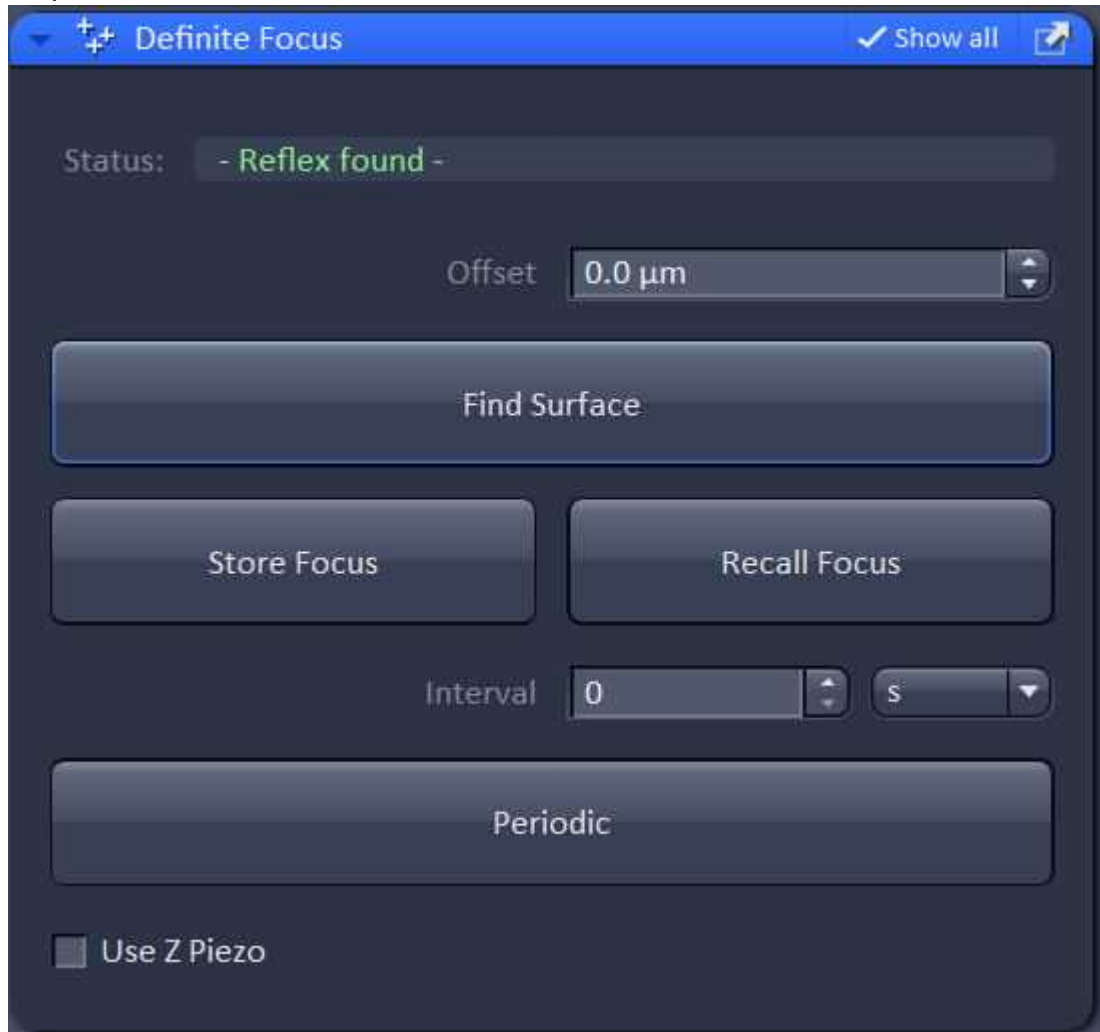 Definite Focus Show all
Status: - Reflex found -
Offset 0.0 µm
Find Surface
Store Focus Recall Focus
Interval 0 s
Periodic
Use Z Piezo